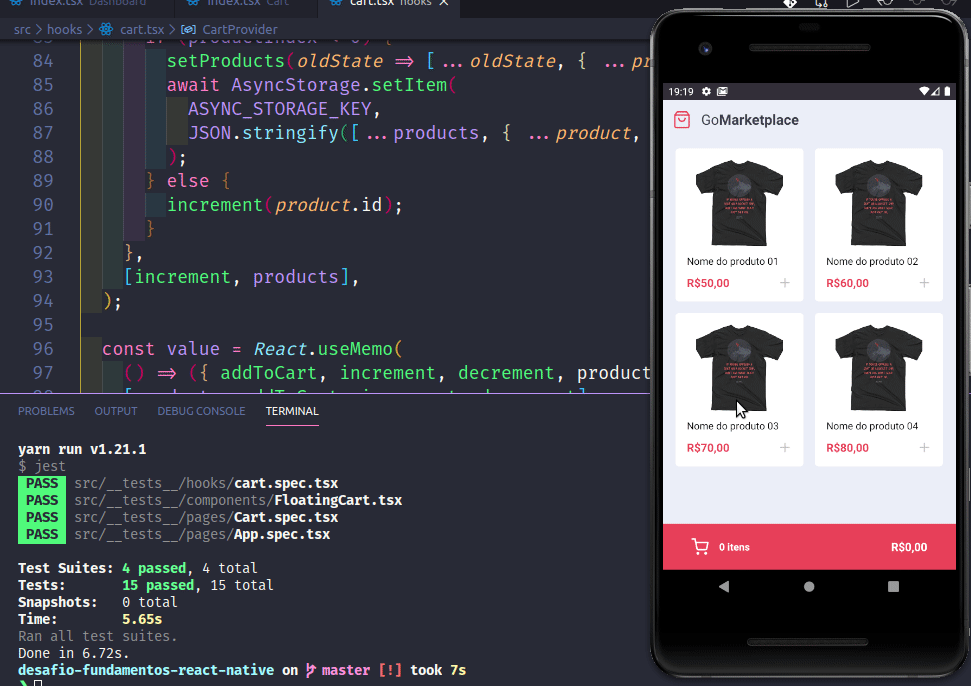 index.tsx Dashboard
index.tsx Cart
cart.tsx hooks
src > hooks > cart.tsx > CartProvider
84 setProducts(oldState => [...oldState, { ...pr
85 await AsyncStorage.setItem(
86 ASYNC_STORAGE_KEY,
87 JSON.stringify([...products, { ...product,
88 );
89 } else {
90 increment(product.id);
91 }
92 },
93 [increment, products],
94 );
95
96 const value = React.useMemo(
97 () => ({ addToCart, increment, decrement, product
PROBLEMS OUTPUT DEBUG CONSOLE TERMINAL
yarn run v1.21.1
$ jest
PASS src/__tests__/hooks/cart.spec.tsx
PASS src/__tests__/components/FloatingCart.tsx
PASS src/__tests__/pages/Cart.spec.tsx
PASS src/__tests__/pages/App.spec.tsx
Test Suites: 4 passed, 4 total
Tests: 15 passed, 15 total
Snapshots: 0 total
Time: 5.65s
Ran all test suites.
Done in 6.72s.
desafio-fundamentos-react-native on master [!] took 7s
19:19
GoMarketplace
Nome do produto 01
R$50,00 +
Nome do produto 02
R$60,00 +
Nome do produto 03
R$70,00 +
Nome do produto 04
R$80,00 +
0 itens
R$0,00